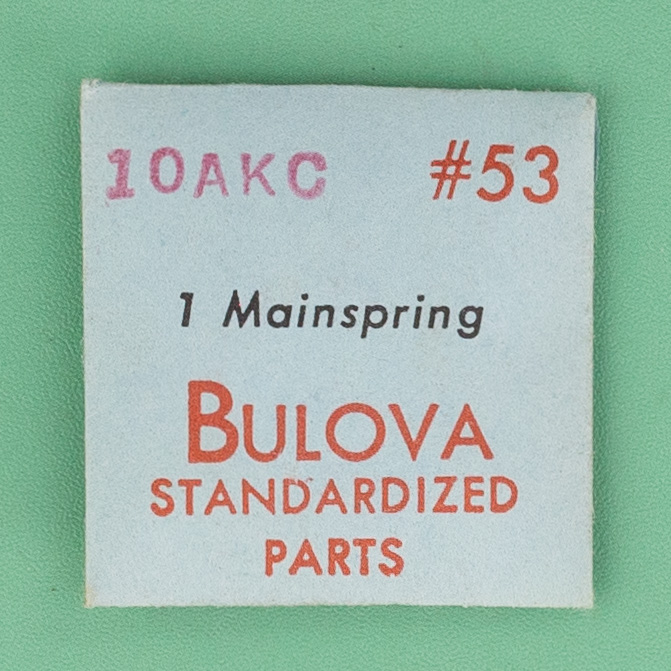 10AKC #53
1 Mainspring
BULOVA
STANDARDIZED
PARTS